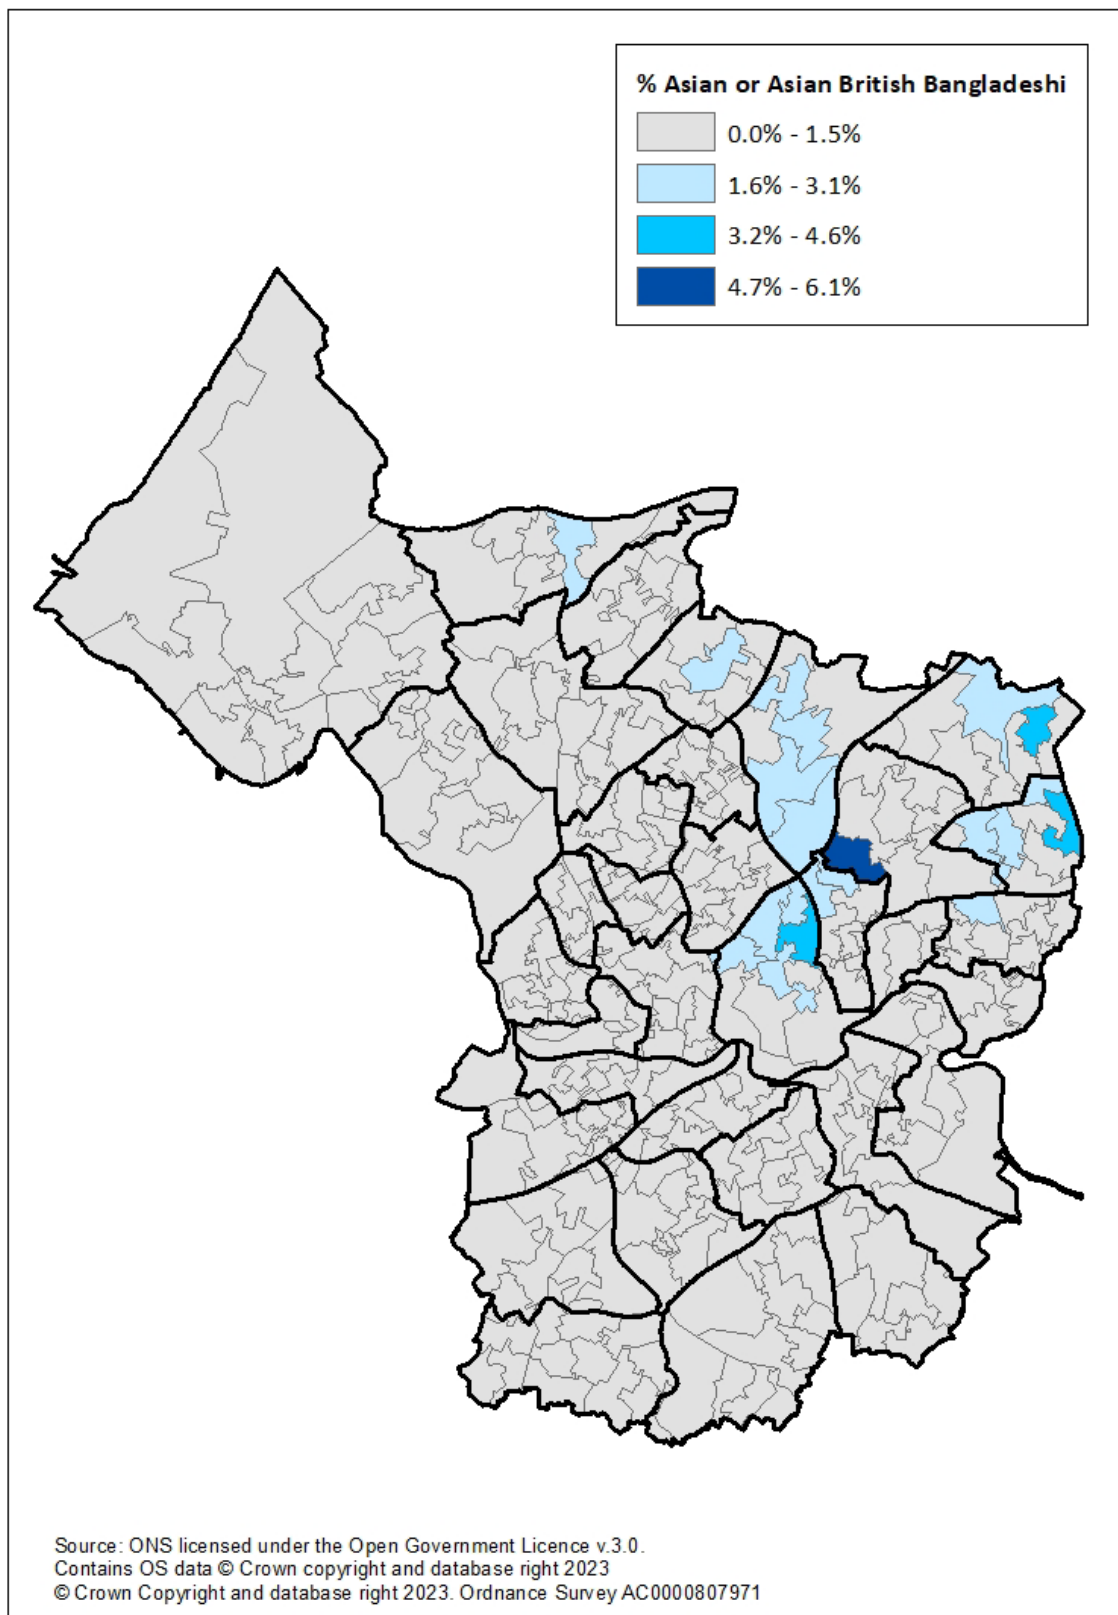 % Asian or Asian British Bangladeshi
0.0% - 1.5%
1.6% - 3.1%
3.2% - 4.6%
4.7% - 6.1%
Source: ONS licensed under the Open Government Licence v.3.0.
Contains OS data © Crown copyright and database right 2023
© Crown Copyright and database right 2023. Ordnance Survey AC0000807971